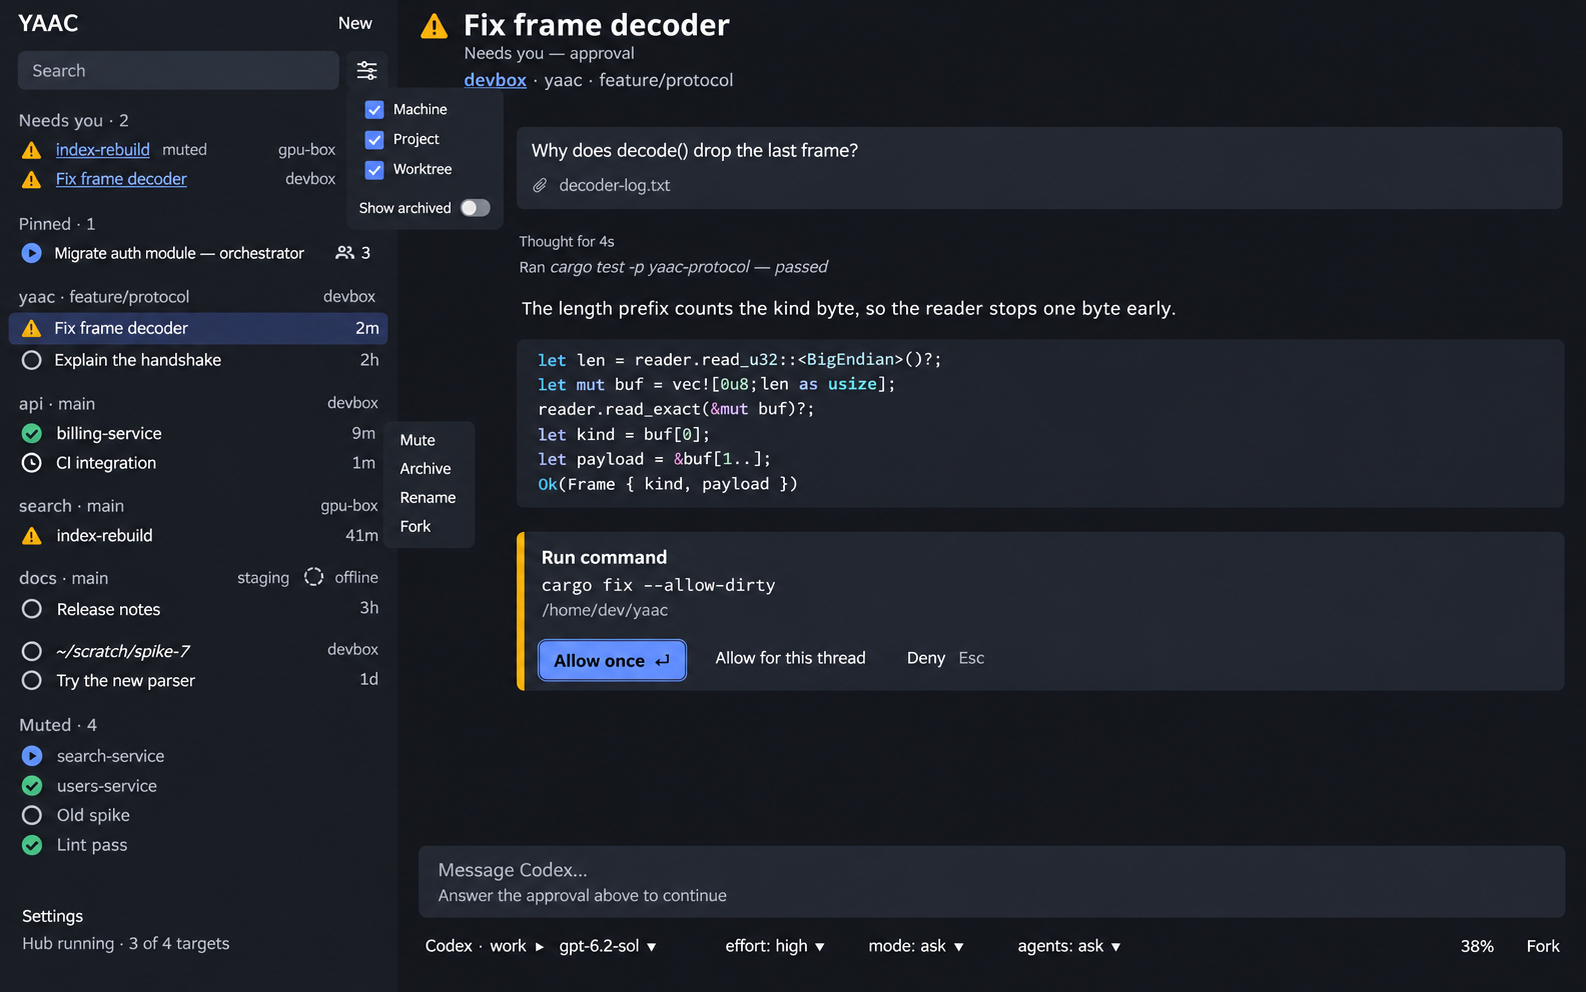 YAAC
New
Search
Machine
Project
Worktree
Show archived
Needs you · 2
index-rebuild muted gpu-box
Fix frame decoder devbox
Pinned · 1
Migrate auth module — orchestrator 3
yaac · feature/protocol devbox
Fix frame decoder 2m
Explain the handshake 2h
api · main devbox
billing-service 9m
CI integration 1m
Mute
Archive
Rename
Fork
search · main gpu-box
index-rebuild 41m
docs · main staging offline
Release notes 3h
~/scratch/spike-7 devbox
Try the new parser 1d
Muted · 4
search-service
users-service
Old spike
Lint pass
Settings
Hub running · 3 of 4 targets
Fix frame decoder
Needs you — approval
devbox · yaac · feature/protocol
Why does decode() drop the last frame?
decoder-log.txt
Thought for 4s
Ran cargo test -p yaac-protocol — passed
The length prefix counts the kind byte, so the reader stops one byte early.
let len = reader.read_u32::<BigEndian>()?;
let mut buf = vec![0u8;len as usize];
reader.read_exact(&mut buf)?;
let kind = buf[0];
let payload = &buf[1..];
Ok(Frame { kind, payload })
Run command
cargo fix --allow-dirty
/home/dev/yaac
Allow once ↵ Allow for this thread Deny Esc
Message Codex...
Answer the approval above to continue
Codex · work ▸ gpt-6.2-sol ▼ effort: high ▼ mode: ask ▼ agents: ask ▼ 38% Fork